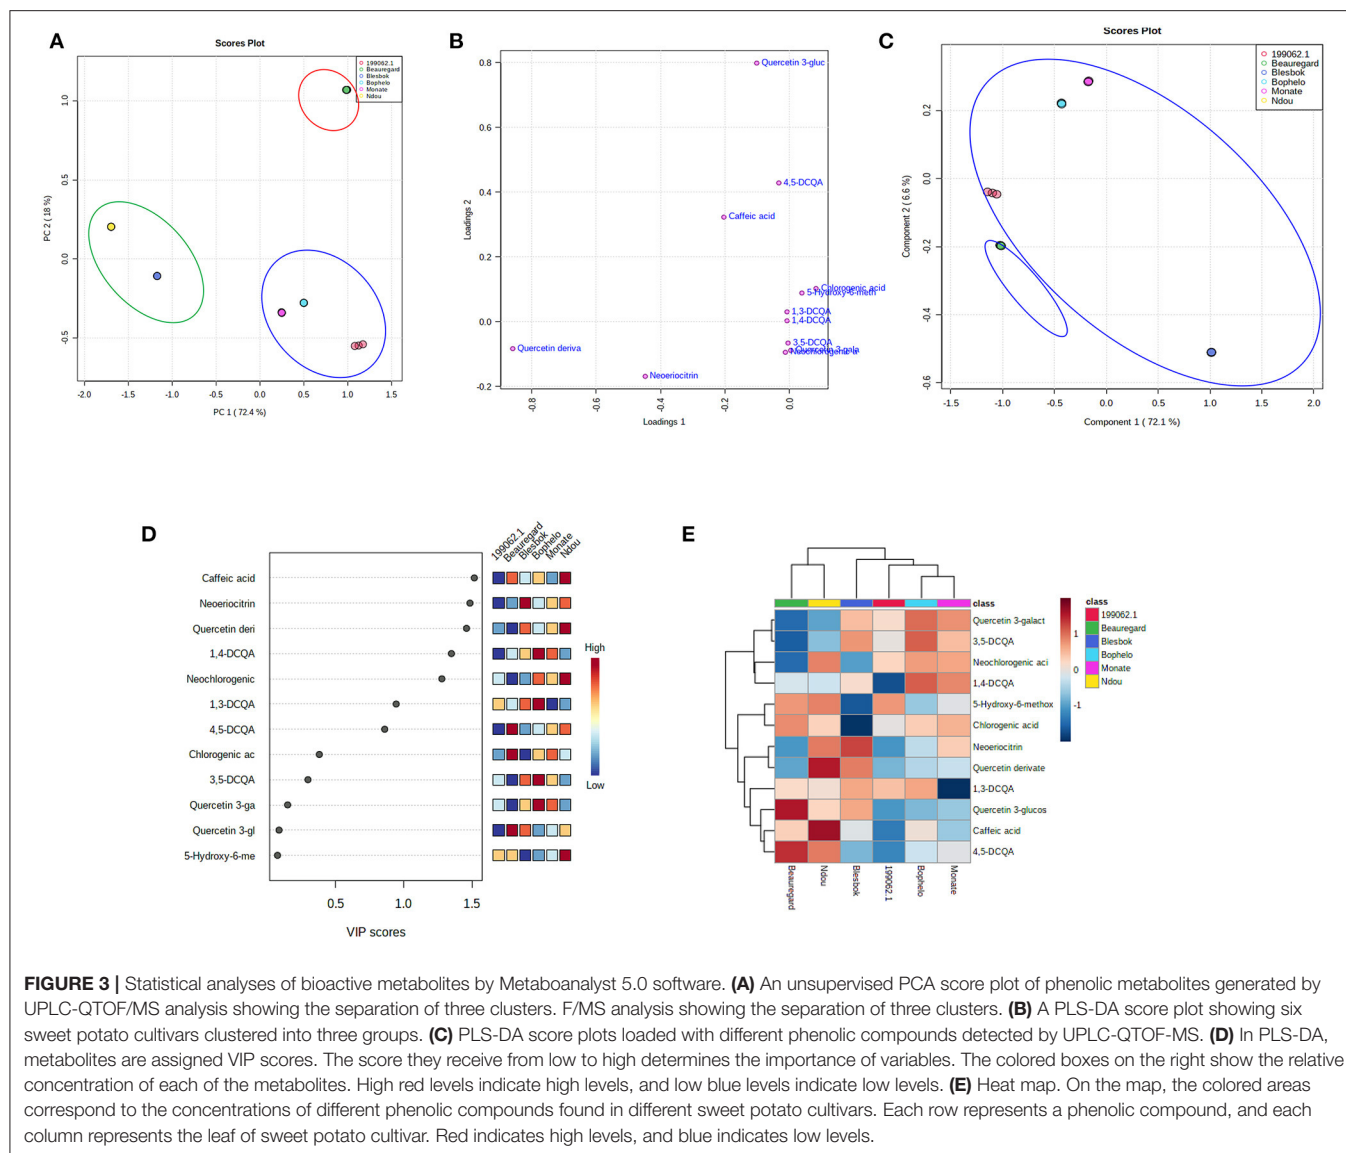 A
Scores Plot
199062.1
Beauregard
Blesbok
Bophelo
Monate
Ndou
PC 2 ( 18 %)
1.0
0.5
0.0
-0.5
-2.0 -1.5 -1.0 -0.5 0.0 0.5 1.0 1.5
PC 1 ( 72.4 %)
B
Loadings 2
0.8
0.6
0.4
0.2
0.0
-0.2
Quercetin 3-gluc
4,5-DCQA
Caffeic acid
Chlorogenic acid
5-Hydroxy-6-meth
1,3-DCQA
1,4-DCQA
3,5-DCQA
Quercetin 3-gala
Neochlorogenic a
Quercetin deriva
Neoeriocitrin
-0.8 -0.6 -0.4 -0.2 0.0
Loadings 1
C
Scores Plot
199062.1
Beauregard
Blesbok
Bophelo
Monate
Ndou
Component 2 ( 6.6 %)
0.2
0.0
-0.2
-0.4
-0.6
-1.5 -1.0 -0.5 0.0 0.5 1.0 1.5 2.0
Component 1 ( 72.1 %)
D
199062.1 Beauregard Blesbok Bophelo Monate Ndou
Caffeic acid
Neoeriocitrin
Quercetin deri
1,4-DCQA
Neochlorogenic
1,3-DCQA
4,5-DCQA
Chlorogenic ac
3,5-DCQA
Quercetin 3-ga
Quercetin 3-gl
5-Hydroxy-6-me
0.5 1.0 1.5
VIP scores
High
Low
E
class
Quercetin 3-galact
3,5-DCQA
Neochlorogenic aci
1,4-DCQA
5-Hydroxy-6-methox
Chlorogenic acid
Neoeriocitrin
Quercetin derivate
1,3-DCQA
Quercetin 3-glucos
Caffeic acid
4,5-DCQA
Beauregard Ndou Blesbok 199062.1 Bophelo Monate
1
0
-1
class
199062.1
Beauregard
Blesbok
Bophelo
Monate
Ndou
FIGURE 3 | Statistical analyses of bioactive metabolites by Metaboanalyst 5.0 software. (A) An unsupervised PCA score plot of phenolic metabolites generated by
UPLC-QTOF/MS analysis showing the separation of three clusters. F/MS analysis showing the separation of three clusters. (B) A PLS-DA score plot showing six
sweet potato cultivars clustered into three groups. (C) PLS-DA score plots loaded with different phenolic compounds detected by UPLC-QTOF-MS. (D) In PLS-DA,
metabolites are assigned VIP scores. The score they receive from low to high determines the importance of variables. The colored boxes on the right show the relative
concentration of each of the metabolites. High red levels indicate high levels, and low blue levels indicate low levels. (E) Heat map. On the map, the colored areas
correspond to the concentrations of different phenolic compounds found in different sweet potato cultivars. Each row represents a phenolic compound, and each
column represents the leaf of sweet potato cultivar. Red indicates high levels, and blue indicates low levels.